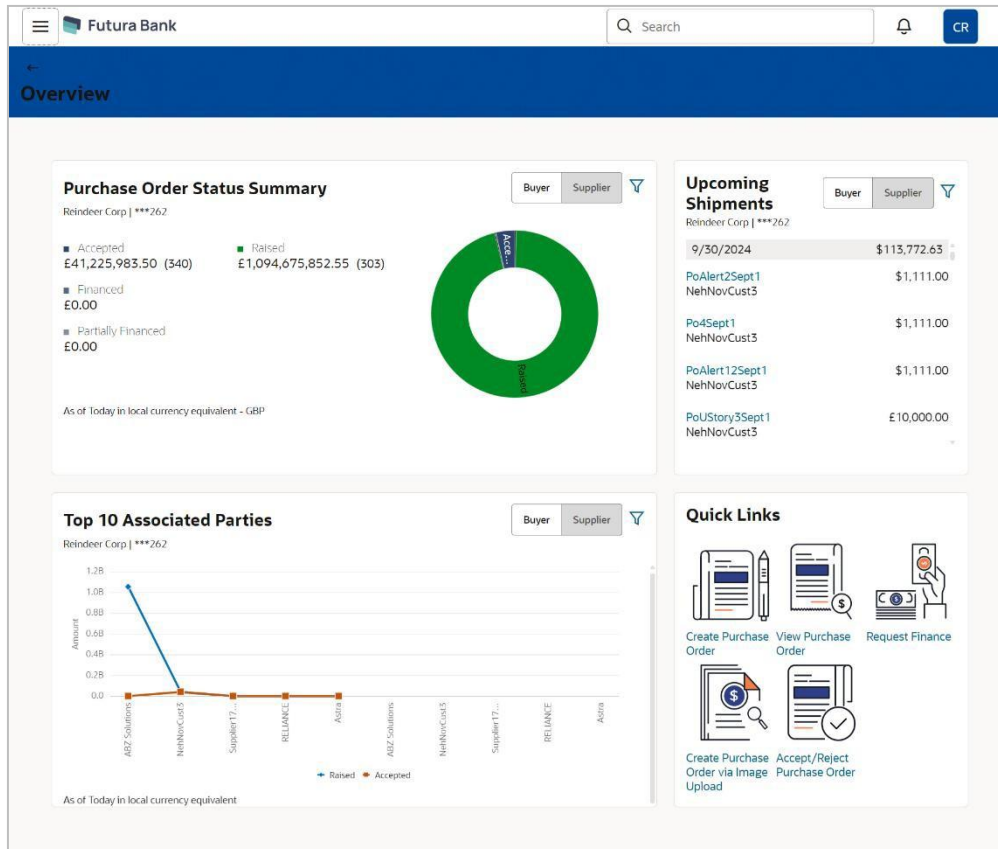 Futura Bank
Search
CR
Overview
Purchase Order Status Summary
Buyer Supplier
Reindeer Corp | ***262
Accepted
£41,225,983.50 (340)
Raised
£1,094,675,852.55 (303)
Financed
£0.00
Partially Financed
£0.00
Acce...
Raised
As of Today in local currency equivalent - GBP
Upcoming
Shipments
Buyer Supplier
Reindeer Corp | ***262
9/30/2024 $113,772.63
PoAlert2Sept1 $1,111.00
NehNovCust3
Po4Sept1 $1,111.00
NehNovCust3
PoAlert12Sept1 $1,111.00
NehNovCust3
PoUStory3Sept1 £10,000.00
NehNovCust3
Top 10 Associated Parties
Buyer Supplier
Reindeer Corp | ***262
Amount
1.2B
1.0B
0.8B
0.6B
0.4B
0.2B
0.0
ABZ Solutions
NehNovCust3
Supplier17...
RELIANCE
Astra
ABZ Solutions
NehNovCust3
Supplier17...
RELIANCE
Astra
Raised Accepted
As of Today in local currency equivalent
Quick Links
Create Purchase
Order
View Purchase
Order
Request Finance
Create Purchase
Order via Image
Upload
Accept/Reject
Purchase Order